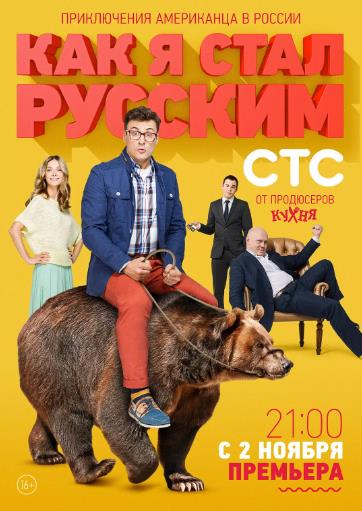 ПРИКЛЮЧЕНИЯ АМЕРИКАНЦА В РОССИИ
КАК Я СТАЛ
РУССКИМ
СТС
ОТ ПРОДЮСЕРОВ
КУХНЯ
21:00
С 2 НОЯБРЯ
ПРЕМЬЕРА
16+